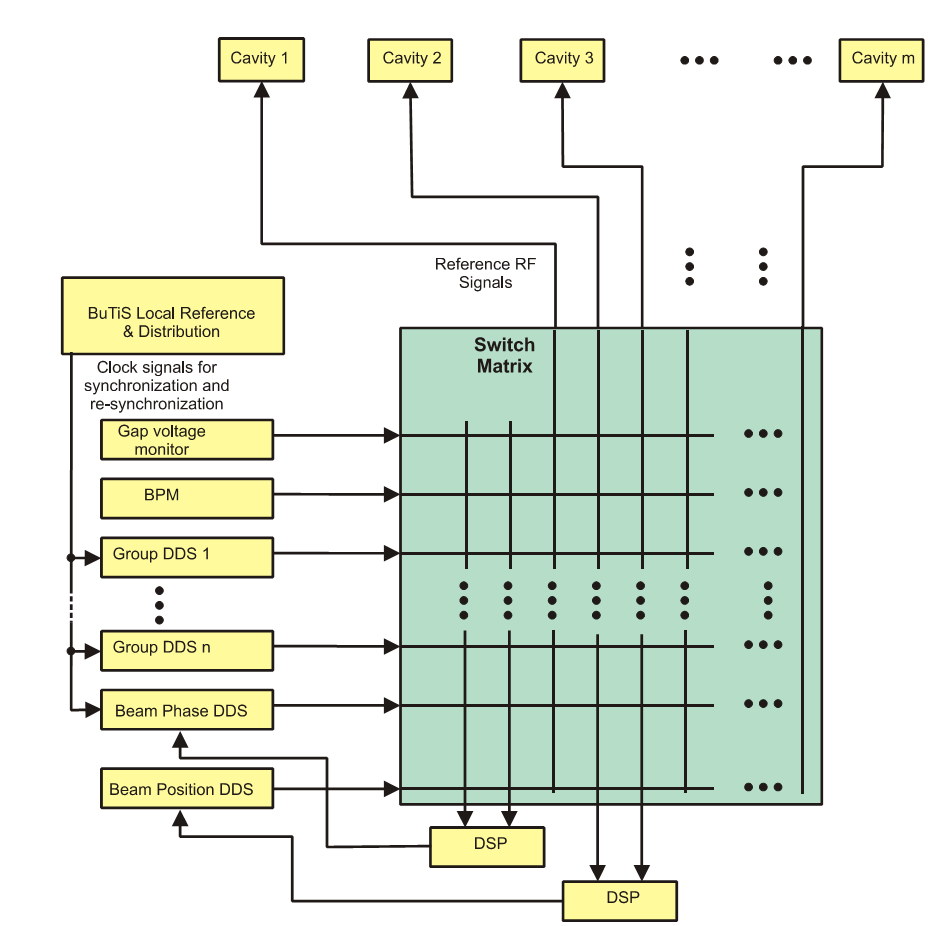 Cavity 1
Cavity 2
Cavity 3
Cavity m
Reference RF
Signals
BuTiS Local Reference
& Distribution
Switch
Matrix
Clock signals for
synchronization and
re-synchronization
Gap voltage
monitor
BPM
Group DDS 1
Group DDS n
Beam Phase DDS
Beam Position DDS
DSP
DSP